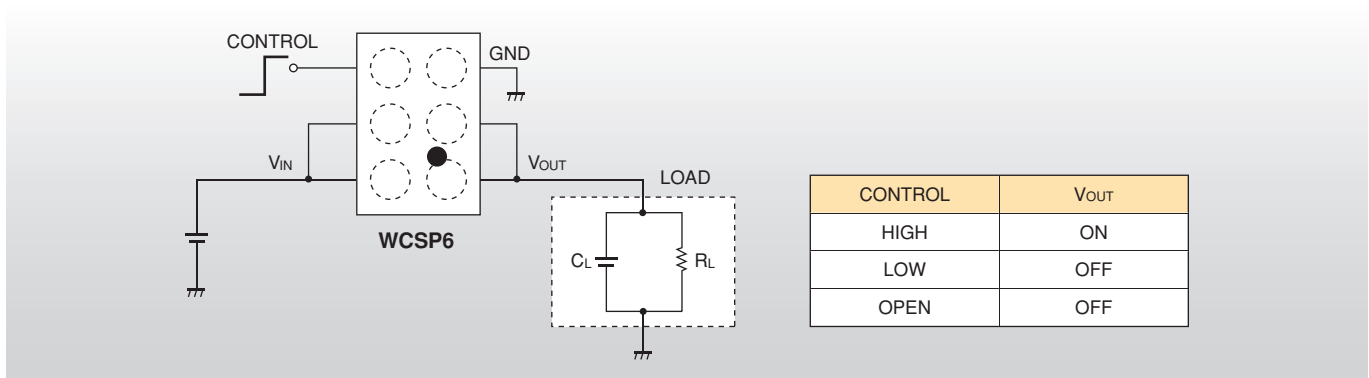 CONTROL
GND
VIN
VOUT
LOAD
WCSP6
CL
RL
CONTROL VOUT
HIGH ON
LOW OFF
OPEN OFF